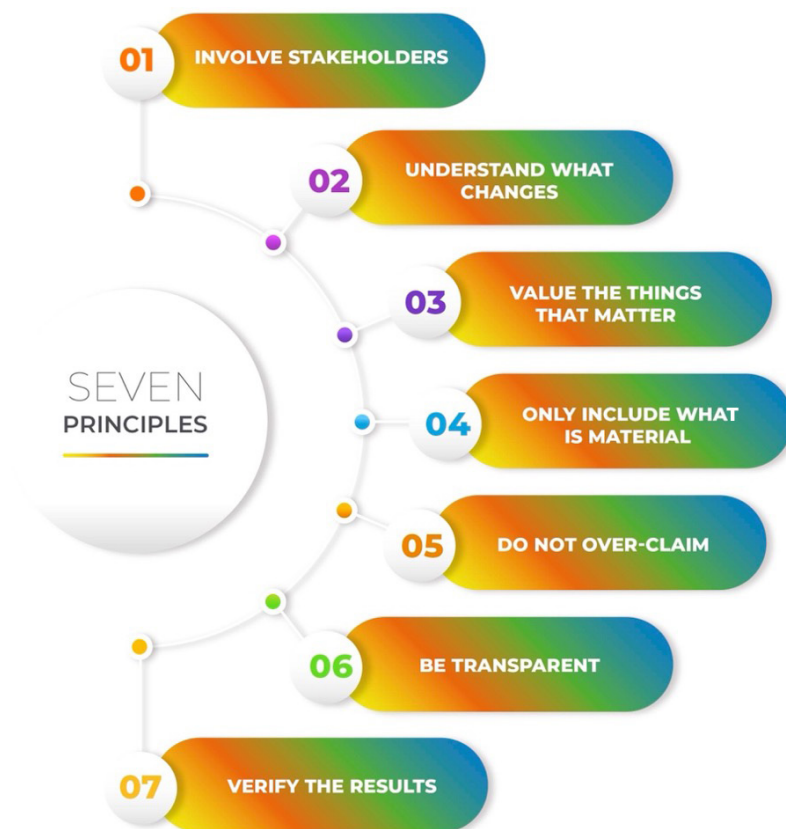 01
INVOLVE STAKEHOLDERS
02
UNDERSTAND WHAT
CHANGES
03
VALUE THE THINGS
THAT MATTER
SEVEN
PRINCIPLES
04
ONLY INCLUDE WHAT
IS MATERIAL
05
DO NOT OVER-CLAIM
06
BE TRANSPARENT
07
VERIFY THE RESULTS